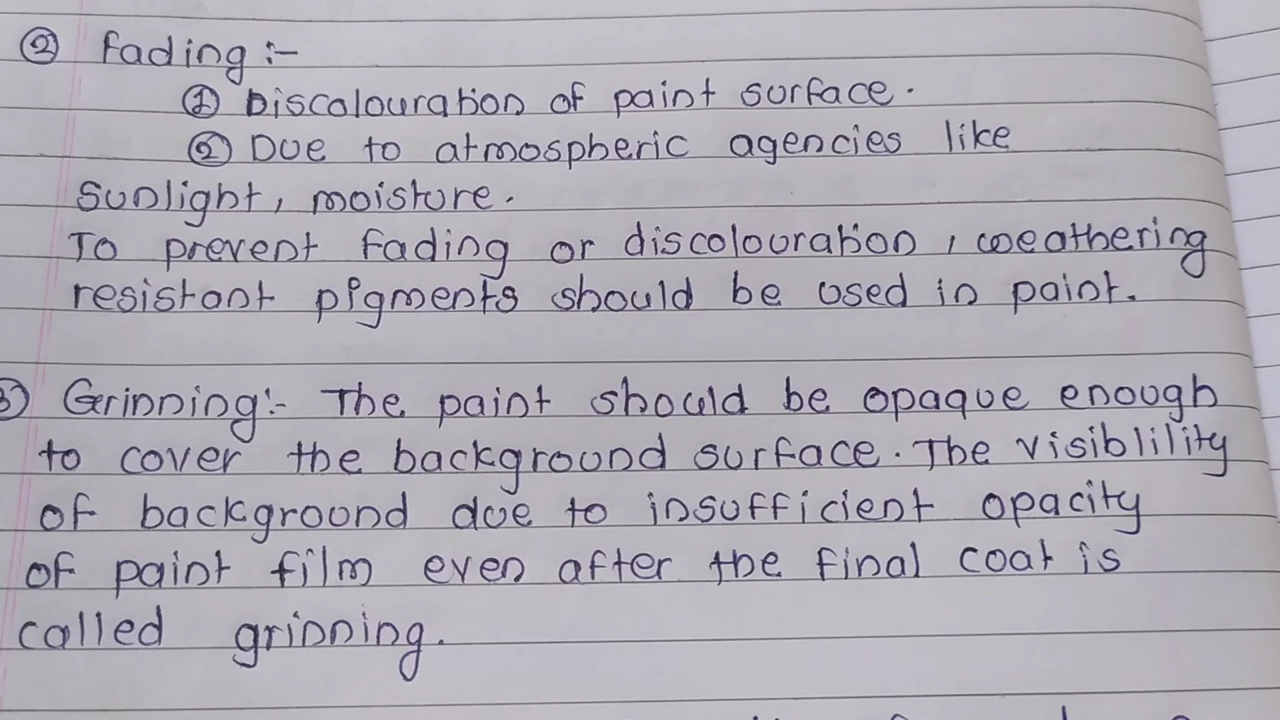 ② Fading :-
① Discolouration of paint surface.
② Due to atmospheric agencies like
Sunlight, moisture.
To prevent fading or discolouration, weathering
resistant pigments should be used in paint.
3) Grinning:- The paint should be opaque enough
to cover the background surface. The visiblility
of background due to insufficient opacity
of paint film even after the final coat is
called grinning.